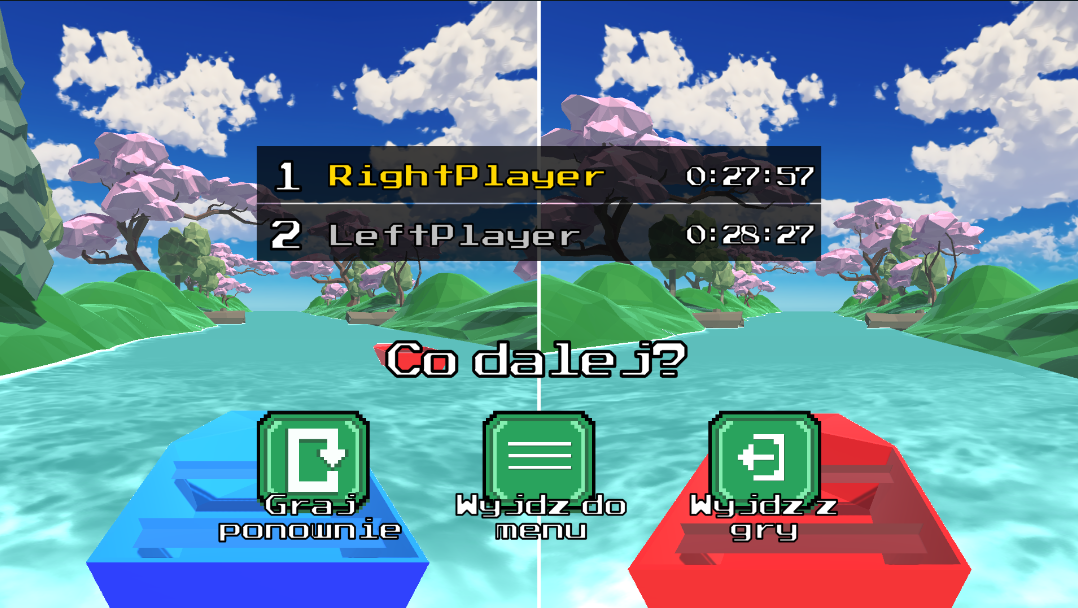 1 RightPlayer 0:27:57
2 LeftPlayer 0:28:27
Co dalej?
Graj
ponownie
Wyjdz do
menu
Wyjdz z
gry